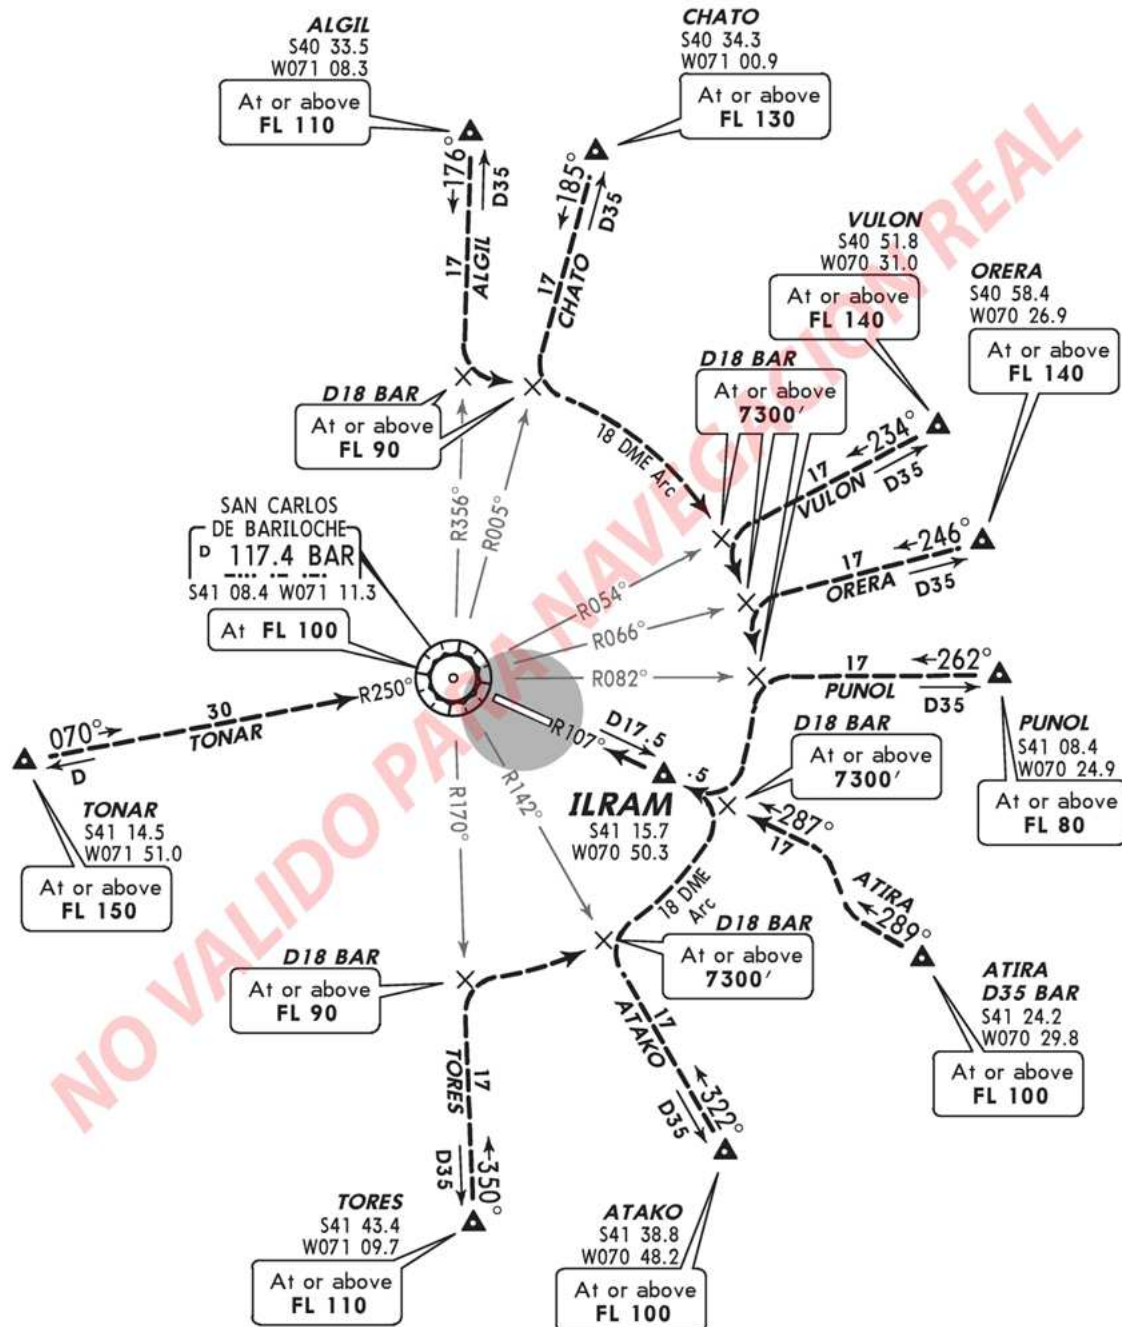 ALGIL
S40 33.5
W071 08.3
At or above
FL 110
CHATO
S40 34.3
W071 00.9
At or above
FL 130
176°
D35
17
ALGIL
185°
D35
17
CHATO
VULON
S40 51.8
W070 31.0
At or above
FL 140
ORERA
S40 58.4
W070 26.9
At or above
FL 140
D18 BAR
At or above
7300'
D18 BAR
At or above
FL 90
18 DME Arc
234°
D35
17
VULON
246°
D35
17
ORERA
R356°
R005°
R054°
R066°
R082°
SAN CARLOS
DE BARILOCHE
D 117.4 BAR
S41 08.4 W071 11.3
At FL 100
R250°
070°
30
TONAR
D
TONAR
S41 14.5
W071 51.0
At or above
FL 150
262°
D35
17
PUNOL
PUNOL
S41 08.4
W070 24.9
At or above
FL 80
R107°
D17.5
.5
ILRAM
S41 15.7
W070 50.3
D18 BAR
At or above
7300'
287°
17
ATIRA
289°
ATIRA
D35 BAR
S41 24.2
W070 29.8
At or above
FL 100
R170°
R142°
18 DME
Arc
D18 BAR
At or above
7300'
D18 BAR
At or above
FL 90
17
ATAKO
322°
D35
17
TORES
350°
D35
TORES
S41 43.4
W071 09.7
At or above
FL 110
ATAKO
S41 38.8
W070 48.2
At or above
FL 100
NO VALIDO PARA NAVEGACION REAL